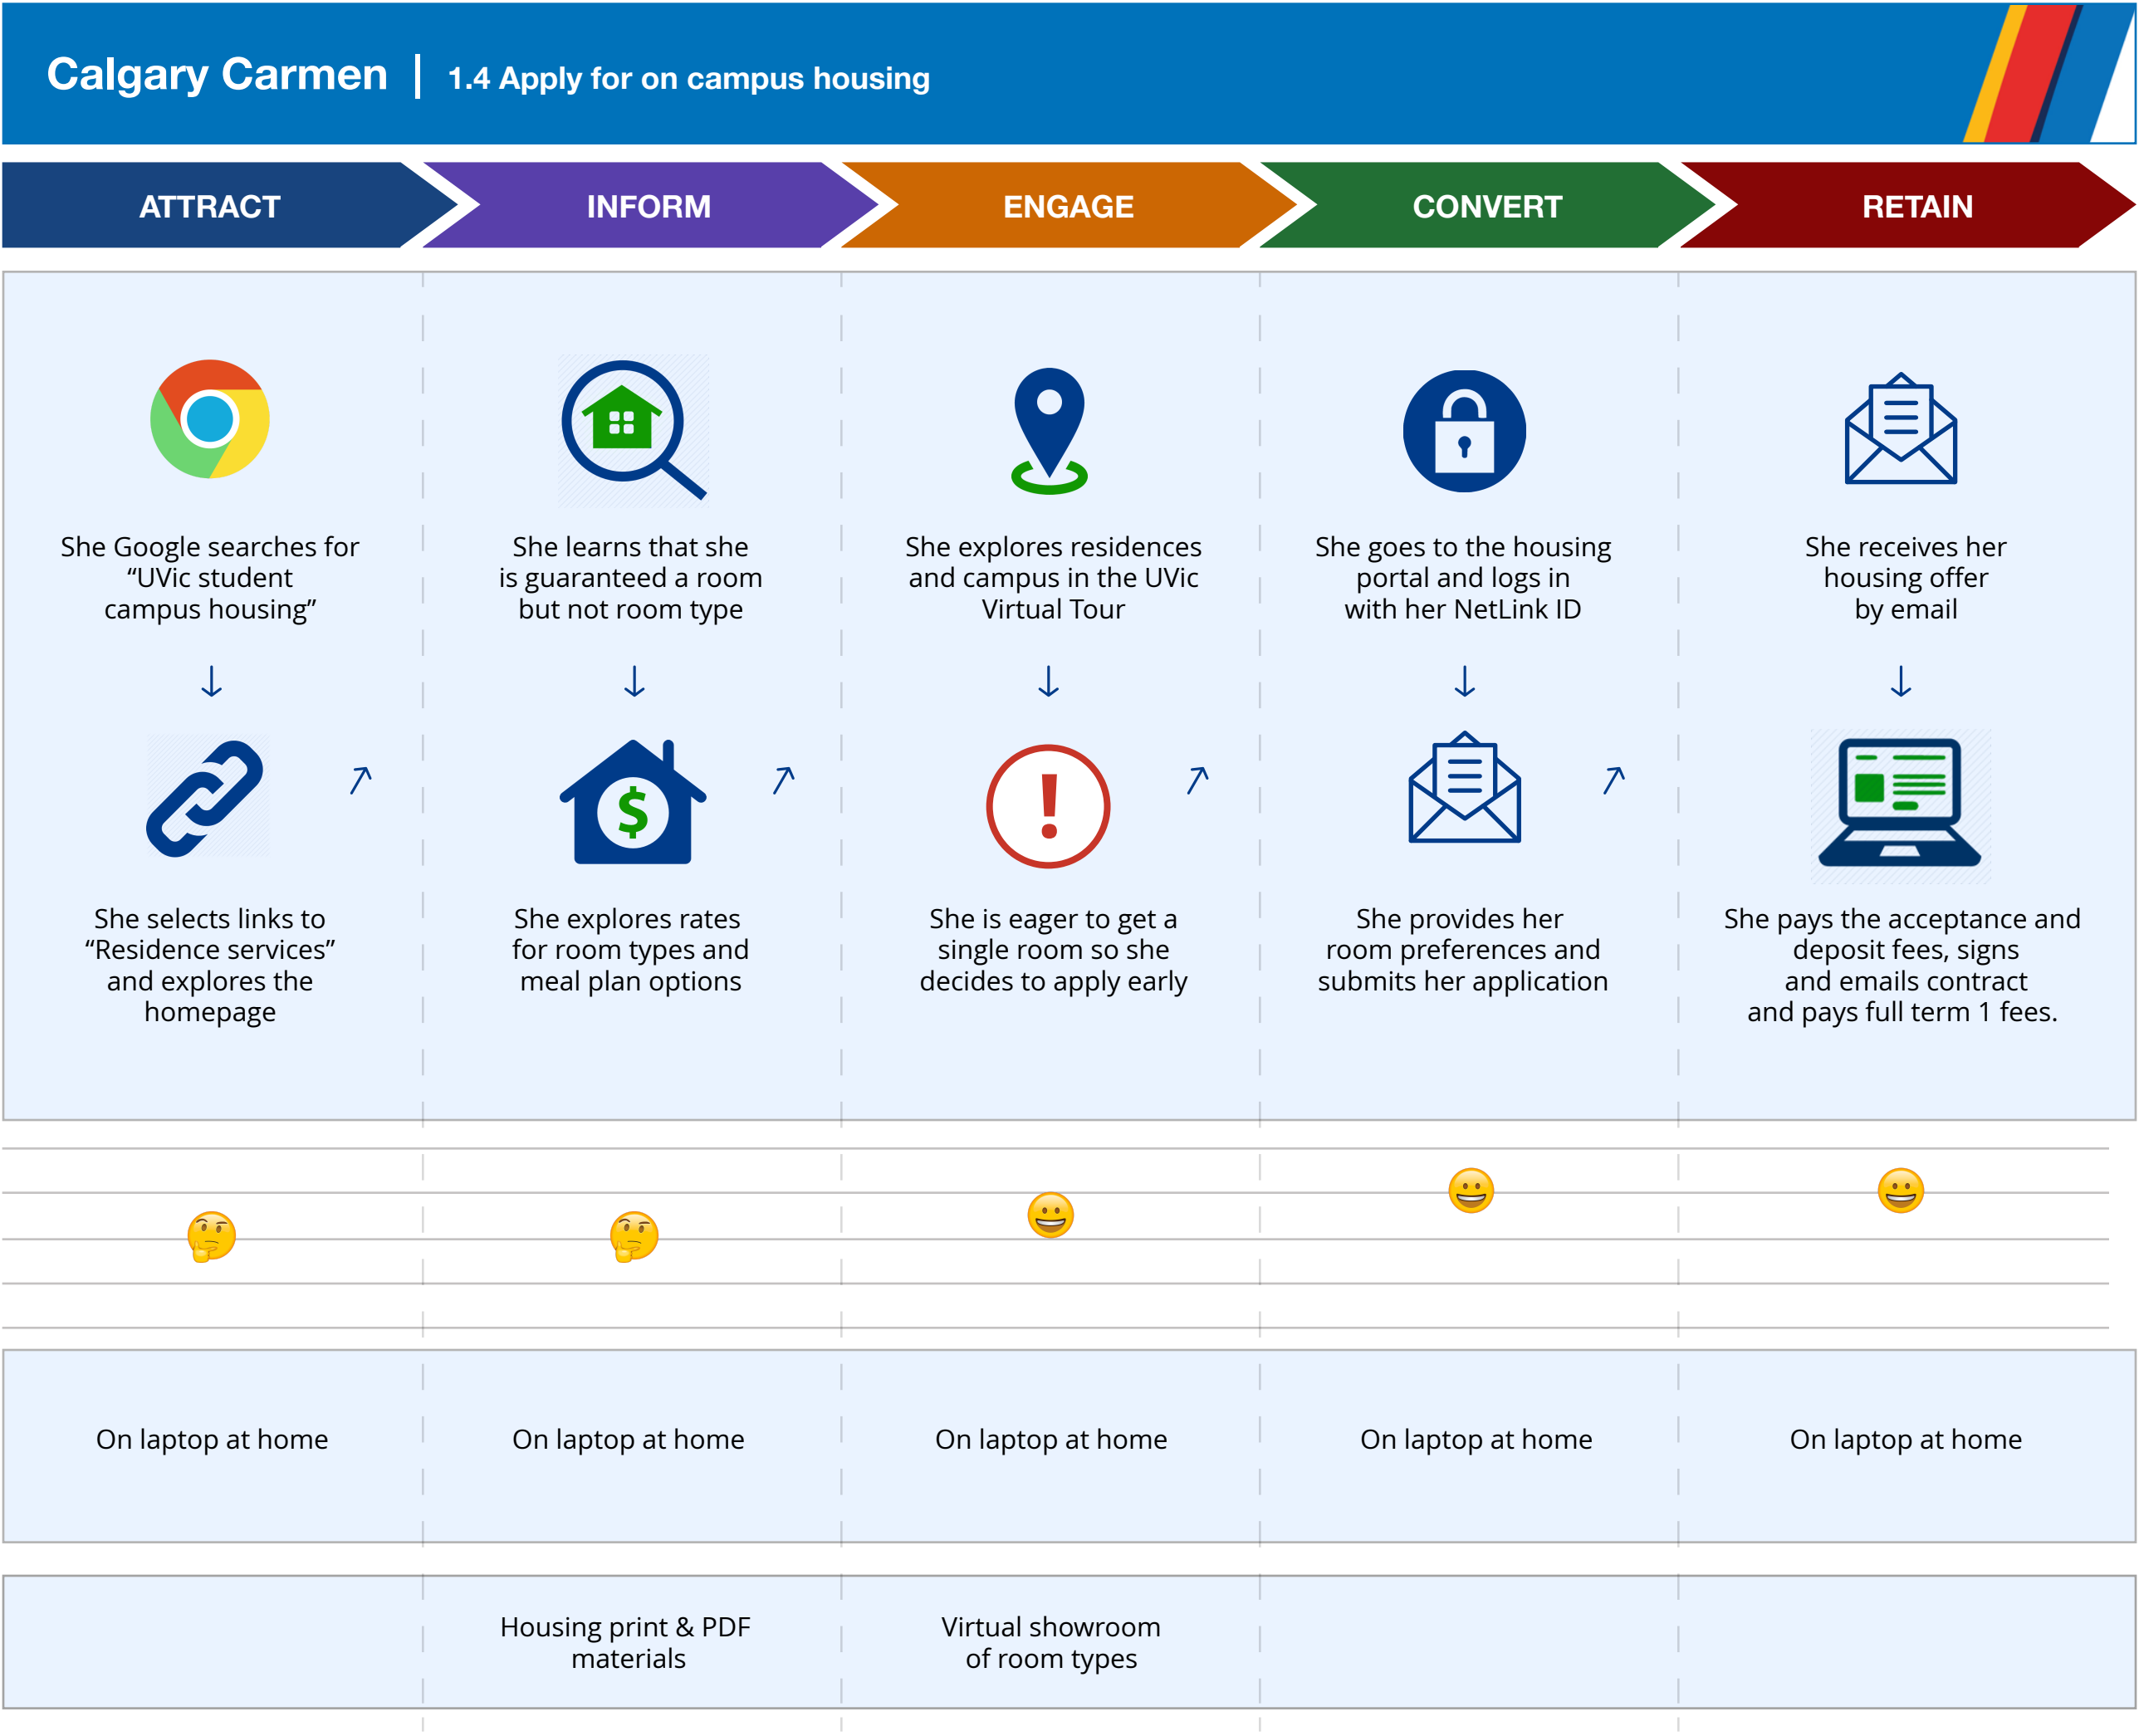 Calgary Carmen | 1.4 Apply for on campus housing
ATTRACT
INFORM
ENGAGE
CONVERT
RETAIN
She Google searches for
“UVic student
campus housing”
She learns that she
is guaranteed a room
but not room type
She explores residences
and campus in the UVic
Virtual Tour
She goes to the housing
portal and logs in
with her NetLink ID
She receives her
housing offer
by email
She selects links to
“Residence services”
and explores the
homepage
She explores rates
for room types and
meal plan options
She is eager to get a
single room so she
decides to apply early
She provides her
room preferences and
submits her application
She pays the acceptance and
deposit fees, signs
and emails contract
and pays full term 1 fees.
On laptop at home
On laptop at home
On laptop at home
On laptop at home
On laptop at home
Housing print & PDF
materials
Virtual showroom
of room types